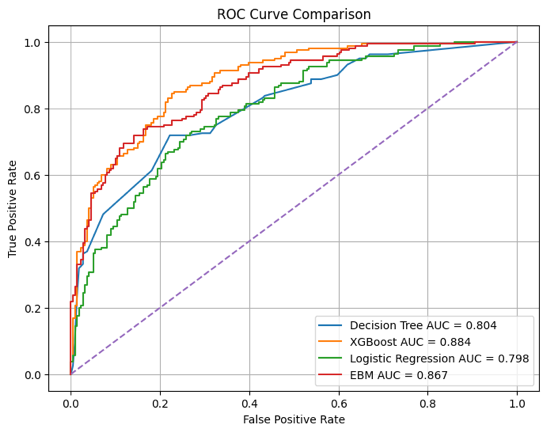 ROC Curve Comparison
True Positive Rate
1.0
0.8
0.6
0.4
0.2
0.0
Decision Tree AUC = 0.804
XGBoost AUC = 0.884
Logistic Regression AUC = 0.798
EBM AUC = 0.867
0.0 0.2 0.4 0.6 0.8 1.0
False Positive Rate